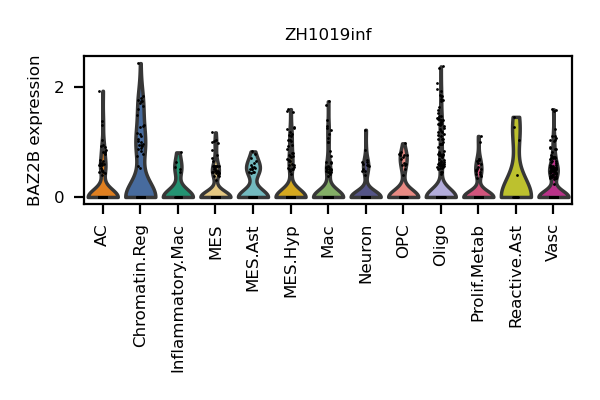 ZH1019inf
BAZ2B expression
2
0
AC
Chromatin.Reg
Inflammatory.Mac
MES
MES.Ast
MES.Hyp
Mac
Neuron
OPC
Oligo
Prolif.Metab
Reactive.Ast
Vasc